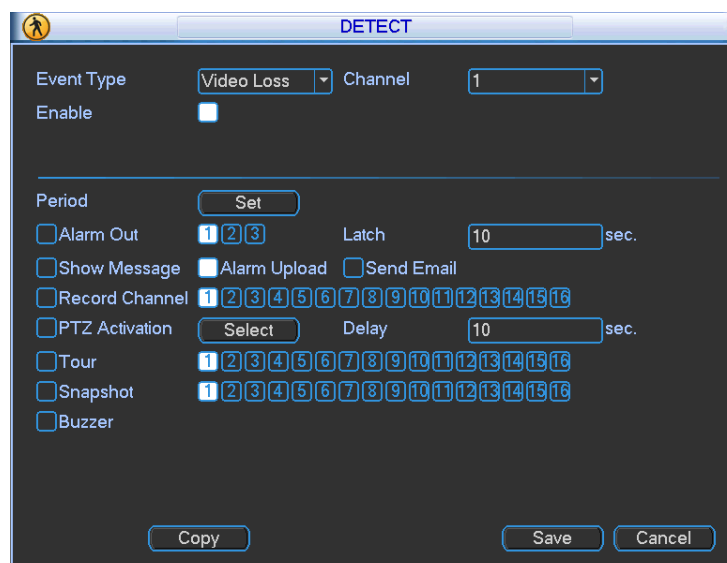 DETECT
Event Type Video Loss Channel 1
Enable
Period Set
Alarm Out 1 2 3 Latch 10 sec.
Show Message Alarm Upload Send Email
Record Channel 1 2 3 4 5 6 7 8 9 10 11 12 13 14 15 16
PTZ Activation Select Delay 10 sec.
Tour 1 2 3 4 5 6 7 8 9 10 11 12 13 14 15 16
Snapshot 1 2 3 4 5 6 7 8 9 10 11 12 13 14 15 16
Buzzer
Copy Save Cancel